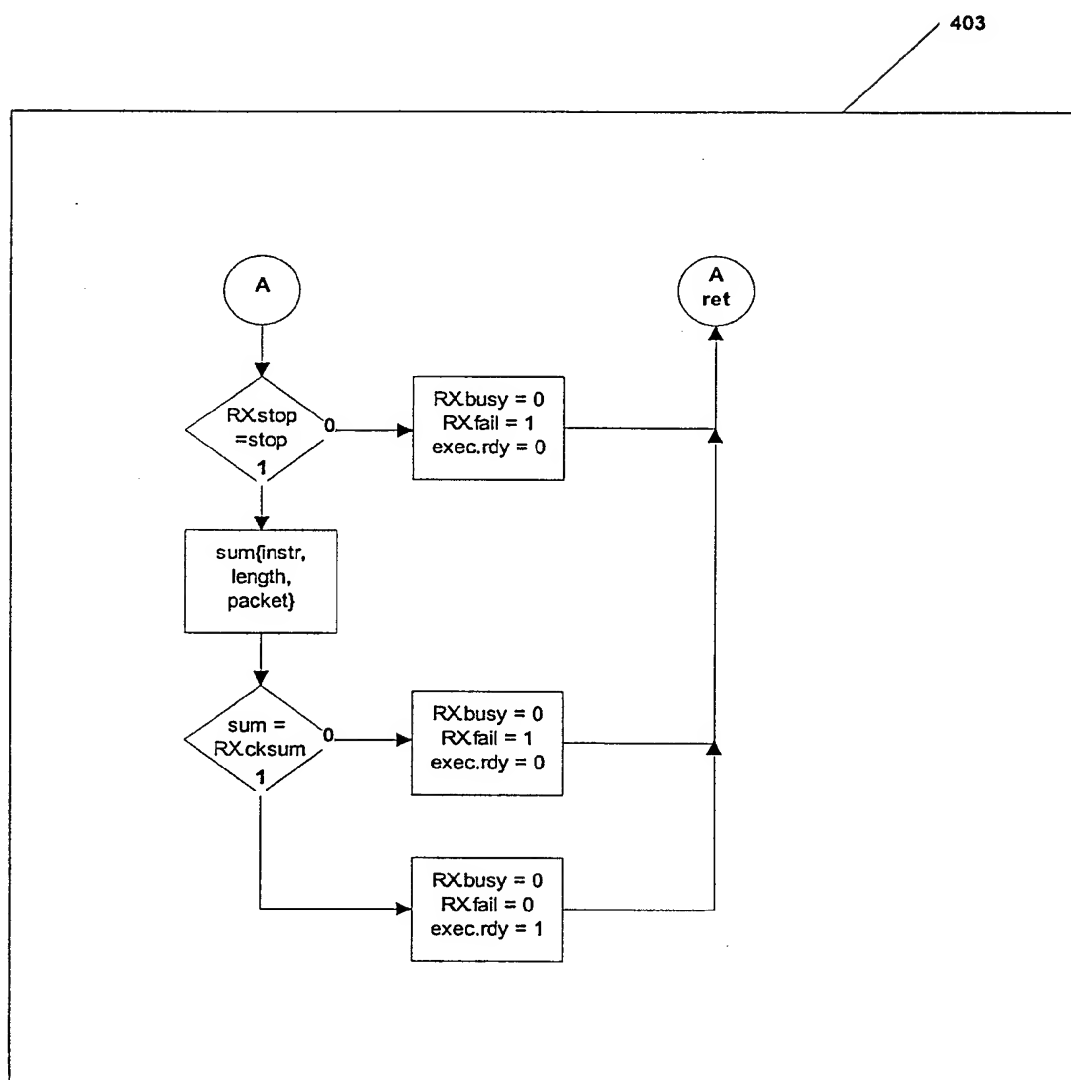 403
A
A
ret
RX.stop
=stop
0
1
RX.busy = 0
RX.fail = 1
exec.rdy = 0
sum{instr,
length,
packet}
sum =
RX.cksum
0
1
RX.busy = 0
RX.fail = 1
exec.rdy = 0
RX.busy = 0
RX.fail = 0
exec.rdy = 1